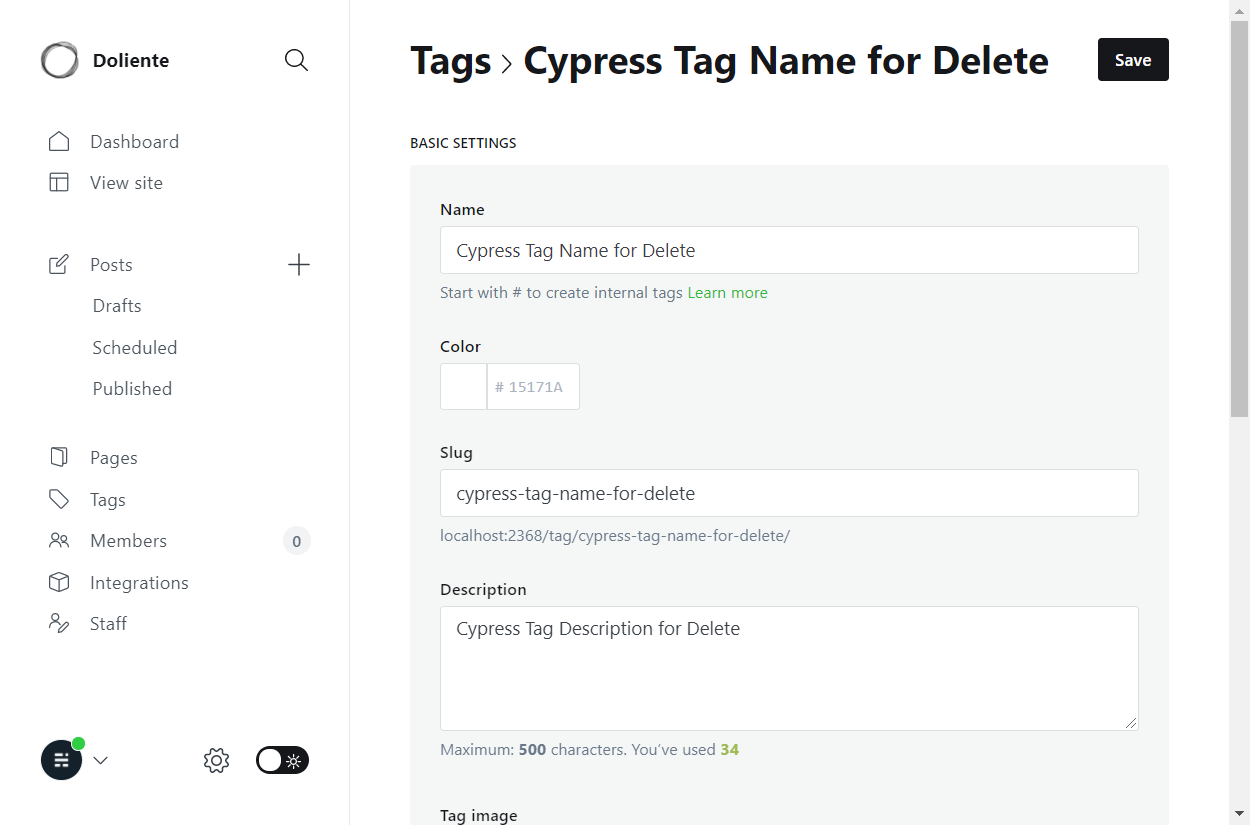 Doliente
Dashboard
View site
Posts
Drafts
Scheduled
Published
Pages
Tags
Members 0
Integrations
Staff
Tags > Cypress Tag Name for Delete
Save
BASIC SETTINGS
Name
Cypress Tag Name for Delete
Start with # to create internal tags Learn more
Color
# 15171A
Slug
cypress-tag-name-for-delete
localhost:2368/tag/cypress-tag-name-for-delete/
Description
Cypress Tag Description for Delete
Maximum: 500 characters. You’ve used 34
Tag image